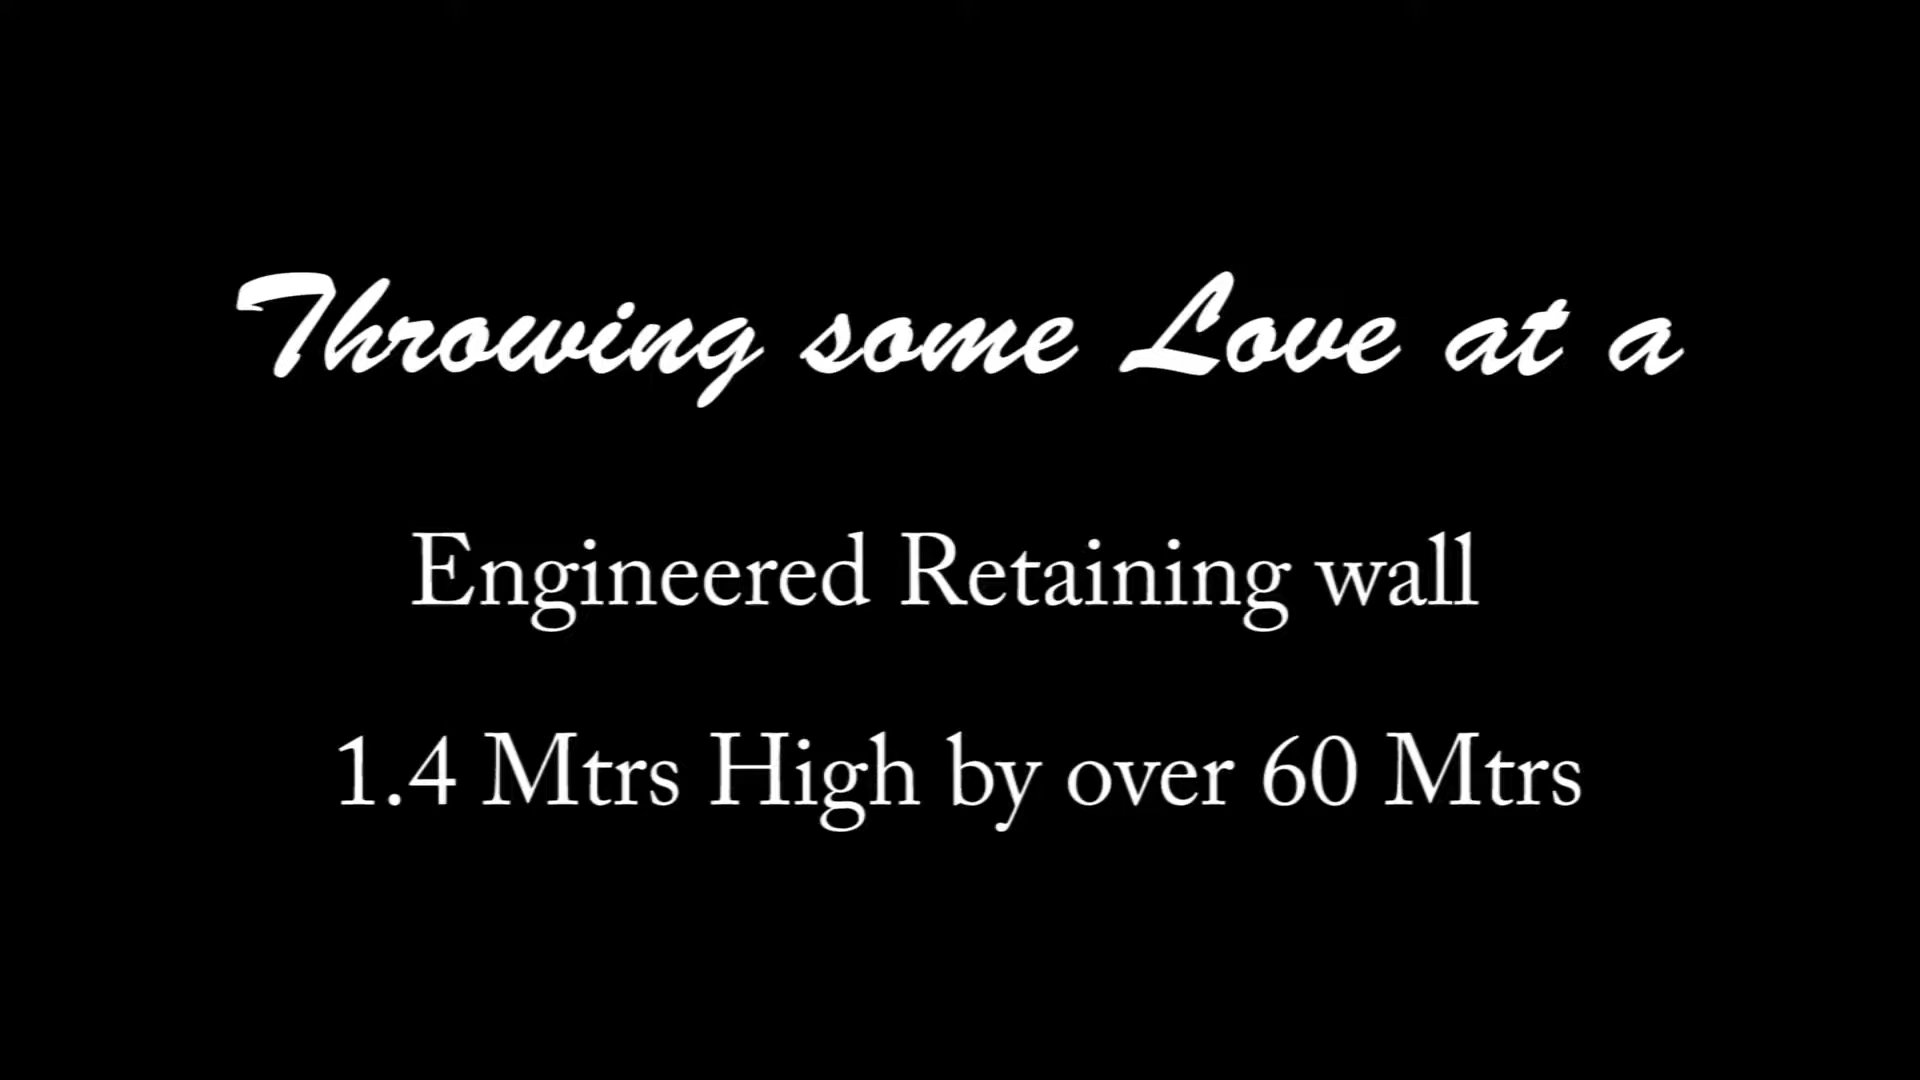 Throwing some Love at a
Engineered Retaining wall
1.4 Mtrs High by over 60 Mtrs